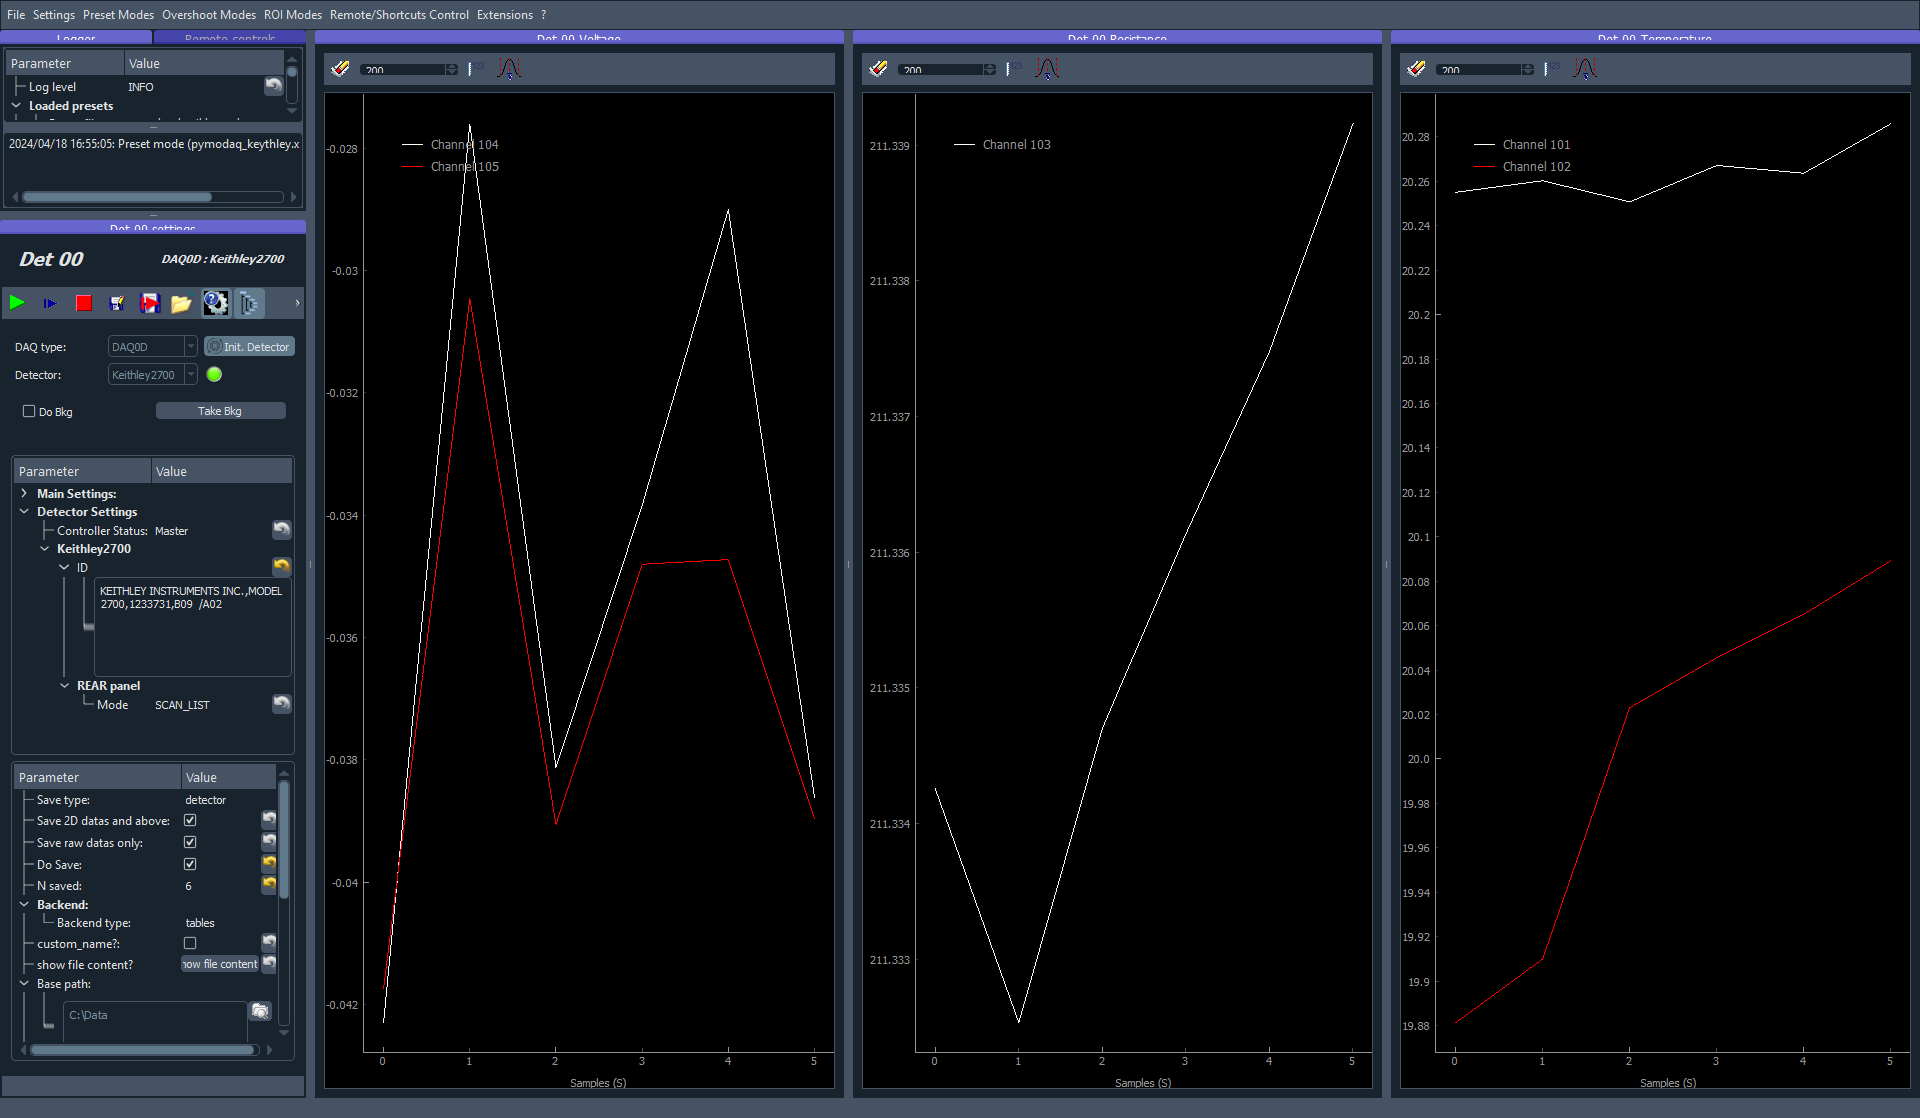 File Settings Preset Modes Overshoot Modes ROI Modes Remote/Shortcuts Control Extensions ?
Logger Remote controls
Parameter Value
Log level INFO
Loaded presets
2024/04/18 16:55:05: Preset mode (pymodaq_keythley.x
Det 00 settings
Det 00 DAQ0D : Keithley2700
DAQ type: DAQ0D Init. Detector
Detector: Keithley2700
Do Bkg Take Bkg
Parameter Value
Main Settings:
Detector Settings
Controller Status: Master
Keithley2700
ID
KEITHLEY INSTRUMENTS INC.,MODEL
2700,1233731,B09 /A02
REAR panel
Mode SCAN_LIST
Parameter Value
Save type: detector
Save 2D datas and above:
Save raw datas only:
Do Save:
N saved: 6
Backend:
Backend type: tables
custom_name?:
show file content? how file content
Base path:
C:\Data
Det 00 Voltage
200
Channel 104
Channel 105
-0.028
-0.03
-0.032
-0.034
-0.036
-0.038
-0.04
-0.042
0 1 2 3 4 5
Samples (S)
Det 00 Resistance
200
Channel 103
211.339
211.338
211.337
211.336
211.335
211.334
211.333
0 1 2 3 4 5
Samples (S)
Det 00 Temperature
200
Channel 101
Channel 102
20.28
20.26
20.24
20.22
20.2
20.18
20.16
20.14
20.12
20.1
20.08
20.06
20.04
20.02
20.0
19.98
19.96
19.94
19.92
19.9
19.88
0 1 2 3 4 5
Samples (S)